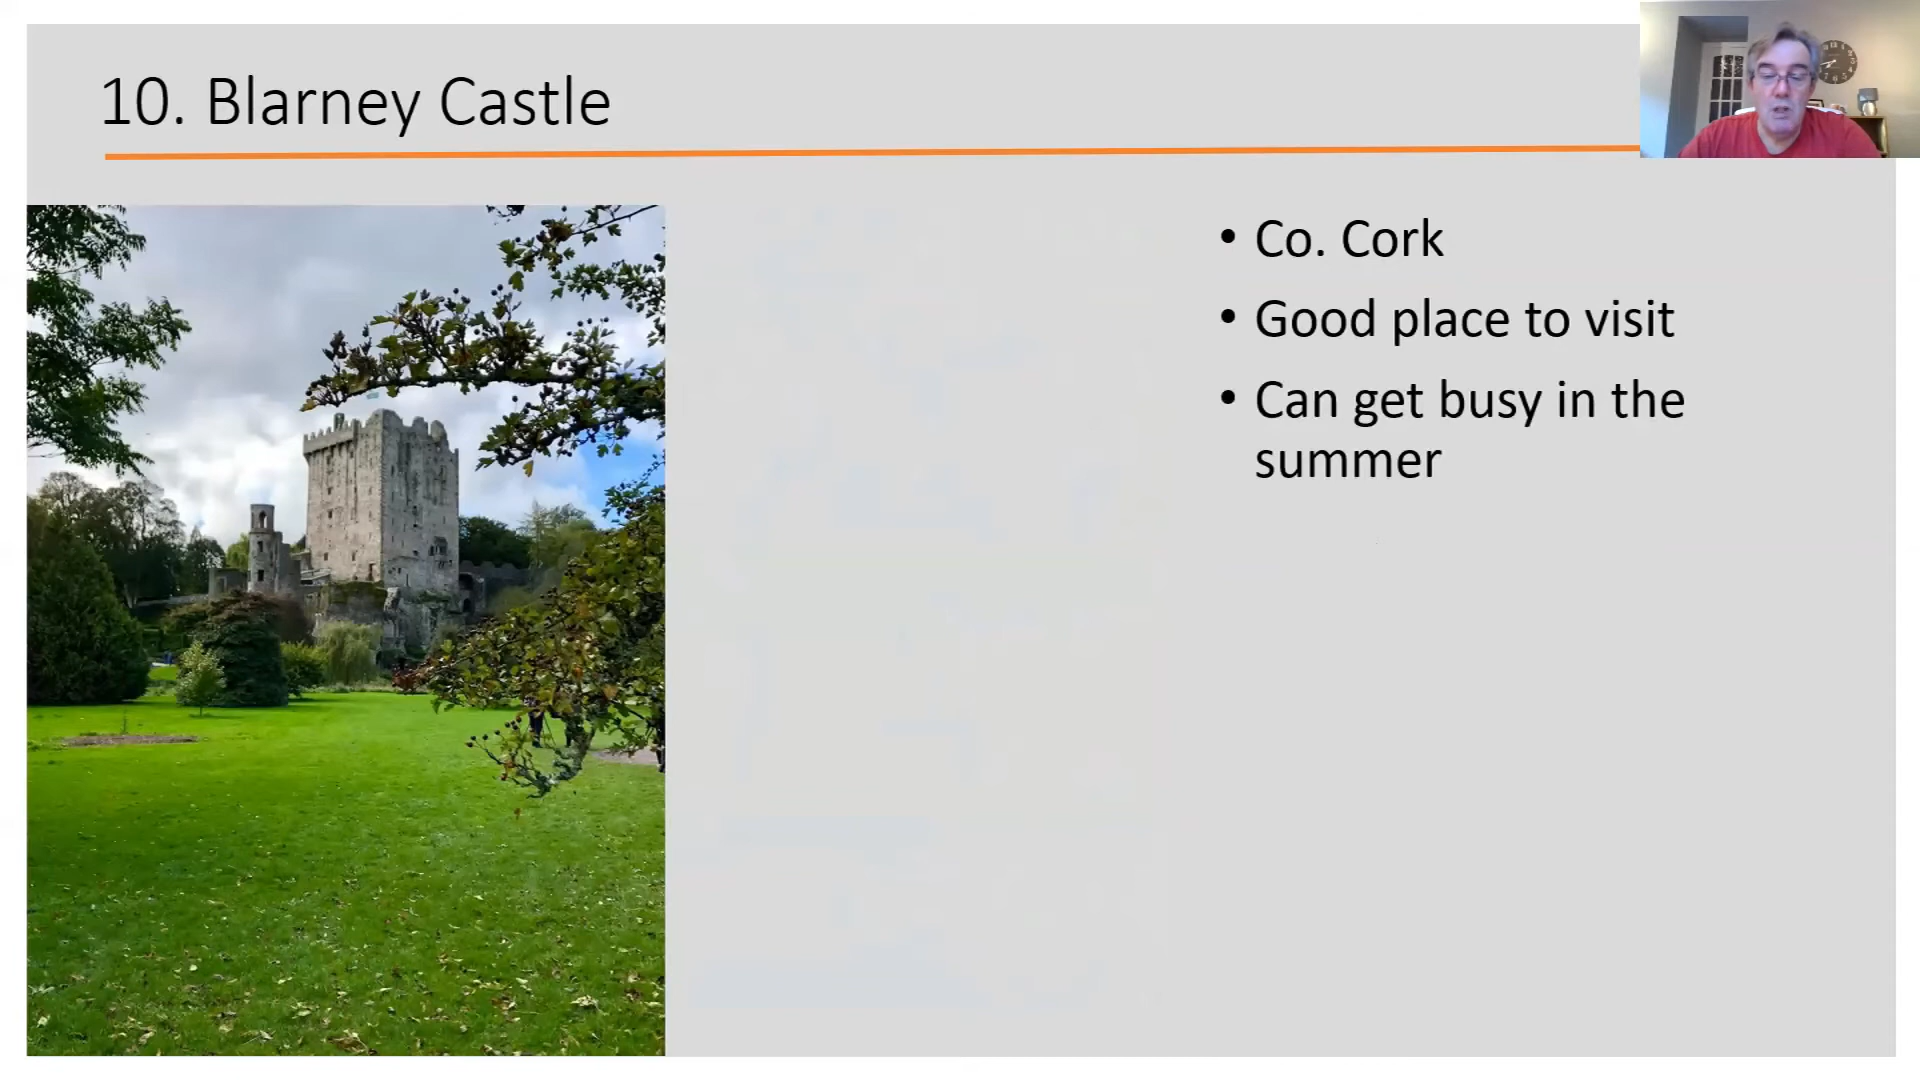 10. Blarney Castle
• Co. Cork
• Good place to visit
• Can get busy in the
summer